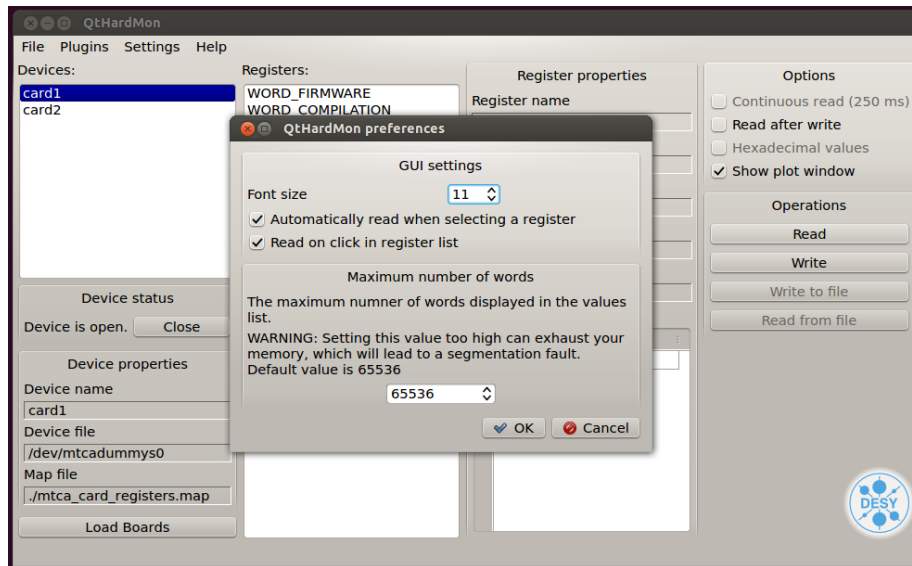 QtHardMon
File Plugins Settings Help
Devices:
card1
card2
Registers:
WORD_FIRMWARE
WORD_COMPILATION
Register properties
Register name
Options
Continuous read (250 ms)
Read after write
Hexadecimal values
Show plot window
Operations
Read
Write
Write to file
Read from file
QtHardMon preferences
GUI settings
Font size
11
Automatically read when selecting a register
Read on click in register list
Maximum number of words
The maximum numner of words displayed in the values
list.
WARNING: Setting this value too high can exhaust your
memory, which will lead to a segmentation fault.
Default value is 65536
65536
OK Cancel
Device status
Device is open. Close
Device properties
Device name
card1
Device file
/dev/mtcadummys0
Map file
./mtca_card_registers.map
Load Boards
DESY